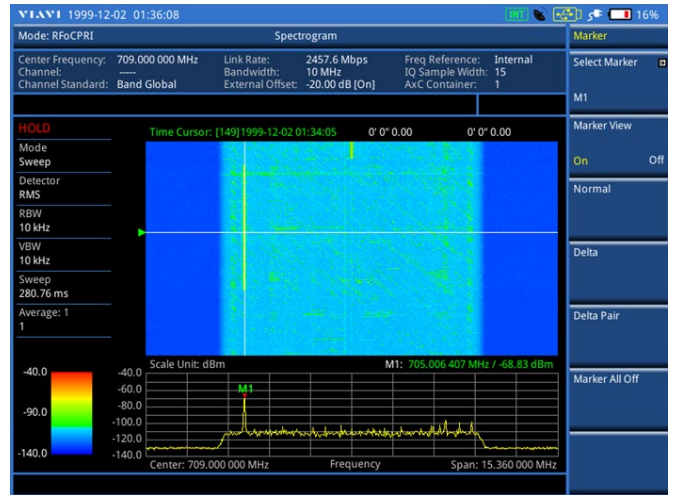 VIAVI 1999-12-02 01:36:08 INT 16%
Mode: RFoCPRI Spectrogram Marker
Center Frequency: 709.000 000 MHz Link Rate: 2457.6 Mbps Freq Reference: Internal
Channel: ----- Bandwidth: 10 MHz IQ Sample Width: 15
Channel Standard: Band Global External Offset: -20.00 dB [On] AxC Container: 1
Select Marker
M1
HOLD
Time Cursor: [149]1999-12-02 01:34:05 0' 0" 0.00 0' 0" 0.00
Mode
Sweep
Detector
RMS
RBW
10 kHz
VBW
10 kHz
Sweep
280.76 ms
Average: 1
1
Marker View
On Off
Normal
Delta
Delta Pair
Marker All Off
Scale Unit: dBm M1: 705.006 407 MHz / -68.83 dBm
-40.0
-90.0
-140.0
-40.0
-60.0
-80.0
-100.0
-120.0
-140.0
M1
Center: 709.000 000 MHz Frequency Span: 15.360 000 MHz